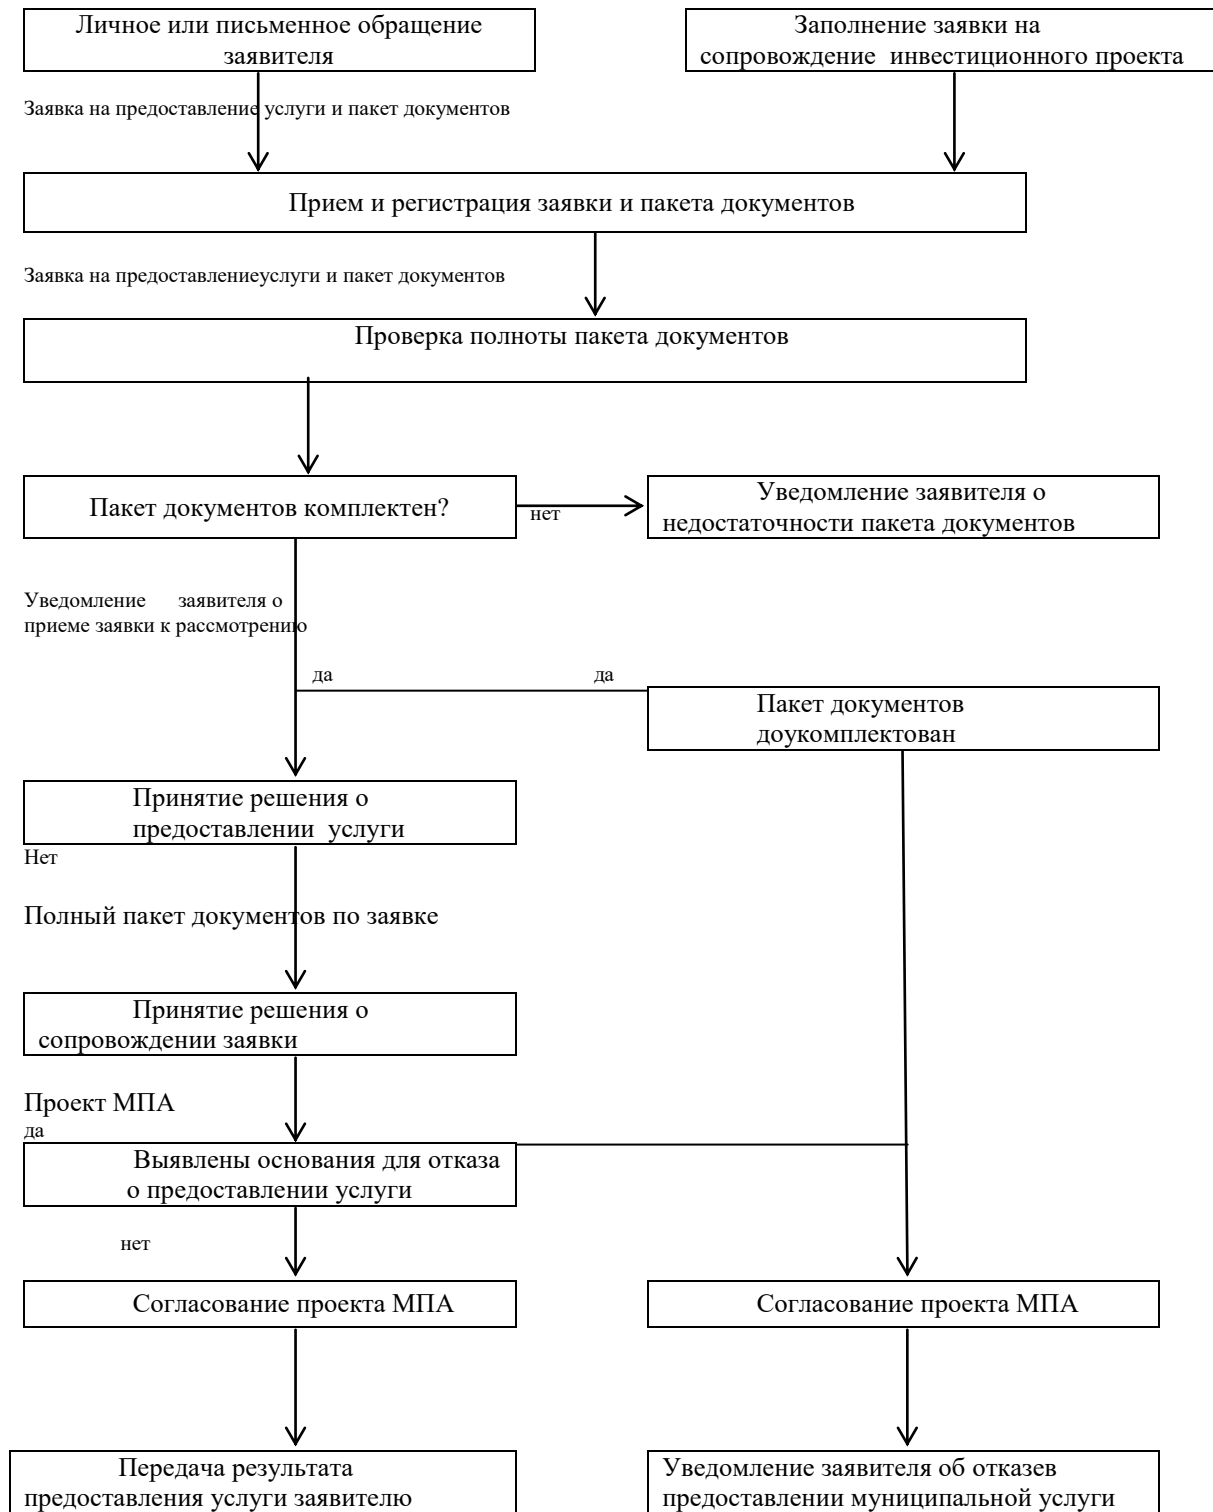 Личное или письменное обращение
заявителя
Заполнение заявки на
сопровождение инвестиционного проекта
Заявка на предоставление услуги и пакет документов
Прием и регистрация заявки и пакета документов
Заявка на предоставлениеуслуги и пакет документов
Проверка полноты пакета документов
Пакет документов комплектен?
нет
Уведомление заявителя о
недостаточности пакета документов
Уведомление заявителя о
приеме заявки к рассмотрению
да
да
Пакет документов
доукомплектован
Принятие решения о
предоставлении услуги
Нет
Полный пакет документов по заявке
Принятие решения о
сопровождении заявки
Проект МПА
да
Выявлены основания для отказа
о предоставлении услуги
нет
Согласование проекта МПА
Согласование проекта МПА
Передача результата
предоставления услуги заявителю
Уведомление заявителя об отказев
предоставлении муниципальной услуги